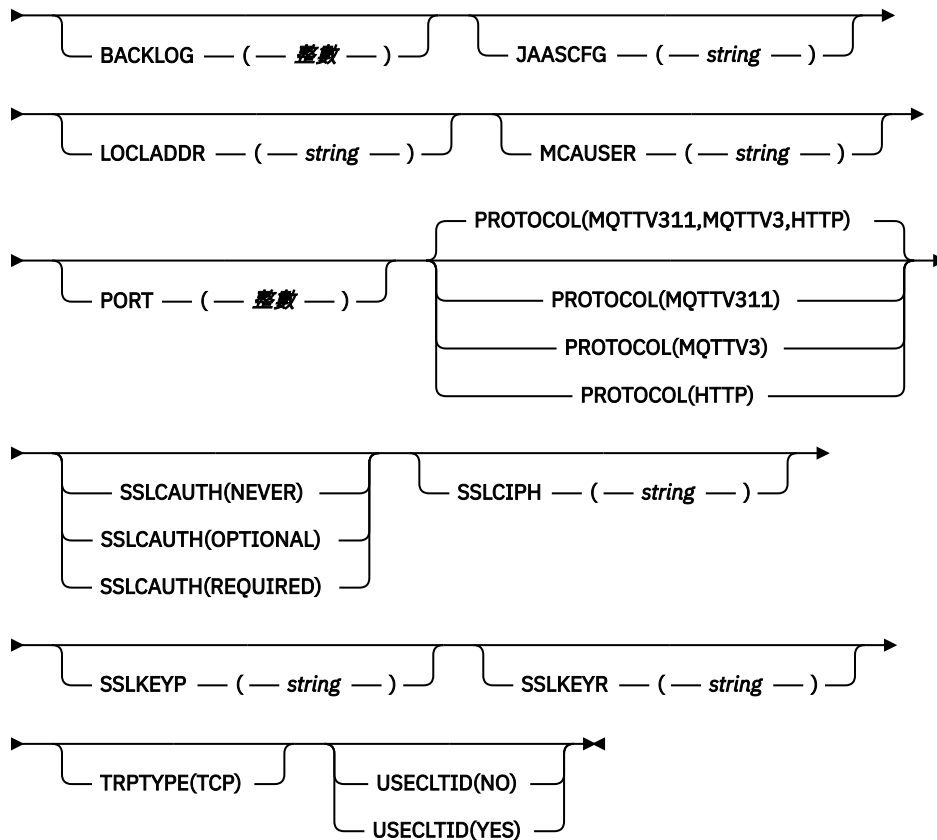 BACKLOG ( 整數 ) JAASCFG ( string )
LOCLADDR ( string ) MCAUSER ( string )
PROTOCOL(MQTTV311,MQTTV3,HTTP)
PORT ( 整數 ) PROTOCOL(MQTTV311)
PROTOCOL(MQTTV3)
PROTOCOL(HTTP)
SSLCAUTH(NEVER) SSLCIPH ( string )
SSLCAUTH(OPTIONAL)
SSLCAUTH(REQUIRED)
SSLKEYP ( string ) SSLKEYR ( string )
TRPTYPE(TCP) USECLTID(NO)
USECLTID(YES)